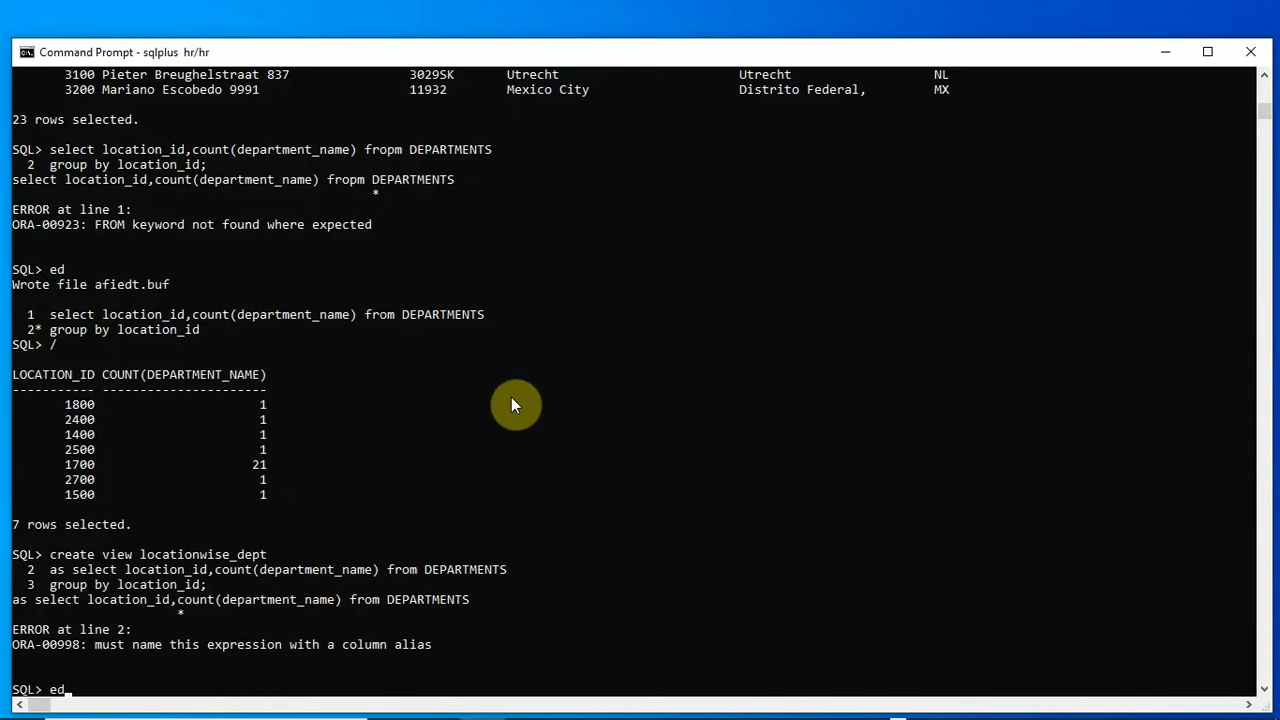 Command Prompt - sqlplus  hr/hr
3100 Pieter Breughelstraat 837 3029SK Utrecht Utrecht NL
3200 Mariano Escobedo 9991 11932 Mexico City Distrito Federal, MX
23 rows selected.
SQL> select location_id,count(department_name) fropm DEPARTMENTS
2  group by location_id;
select location_id,count(department_name) fropm DEPARTMENTS
*
ERROR at line 1:
ORA-00923: FROM keyword not found where expected
SQL> ed
Wrote file afiedt.buf
1  select location_id,count(department_name) from DEPARTMENTS
2* group by location_id
SQL> /
LOCATION_ID COUNT(DEPARTMENT_NAME)
----------- ----------------------
1800 1
2400 1
1400 1
2500 1
1700 21
2700 1
1500 1
7 rows selected.
SQL> create view locationwise_dept
2  as select location_id,count(department_name) from DEPARTMENTS
3  group by location_id;
as select location_id,count(department_name) from DEPARTMENTS
*
ERROR at line 2:
ORA-00998: must name this expression with a column alias
SQL> ed_